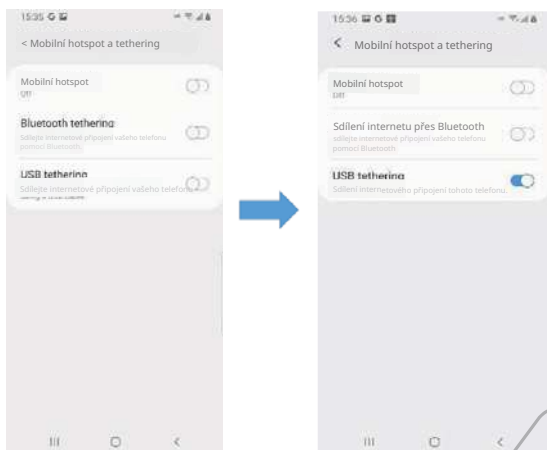 15:35 G
< Mobilní hotspot a tethering
Mobilní hotspot
Off
Bluetooth tethering
Sdílejte internetové připojení vašeho telefonu
pomocí Bluetooth.
USB tethering
Sdílejte internetové připojení vašeho telefonu
15:36 G
< Mobilní hotspot a tethering
Mobilní hotspot
Off
Sdílení internetu přes Bluetooth
sdílejte internetové připojení vašeho telefonu
pomocí Bluetooth
USB tethering
Sdílení internetového připojení tohoto telefonu.